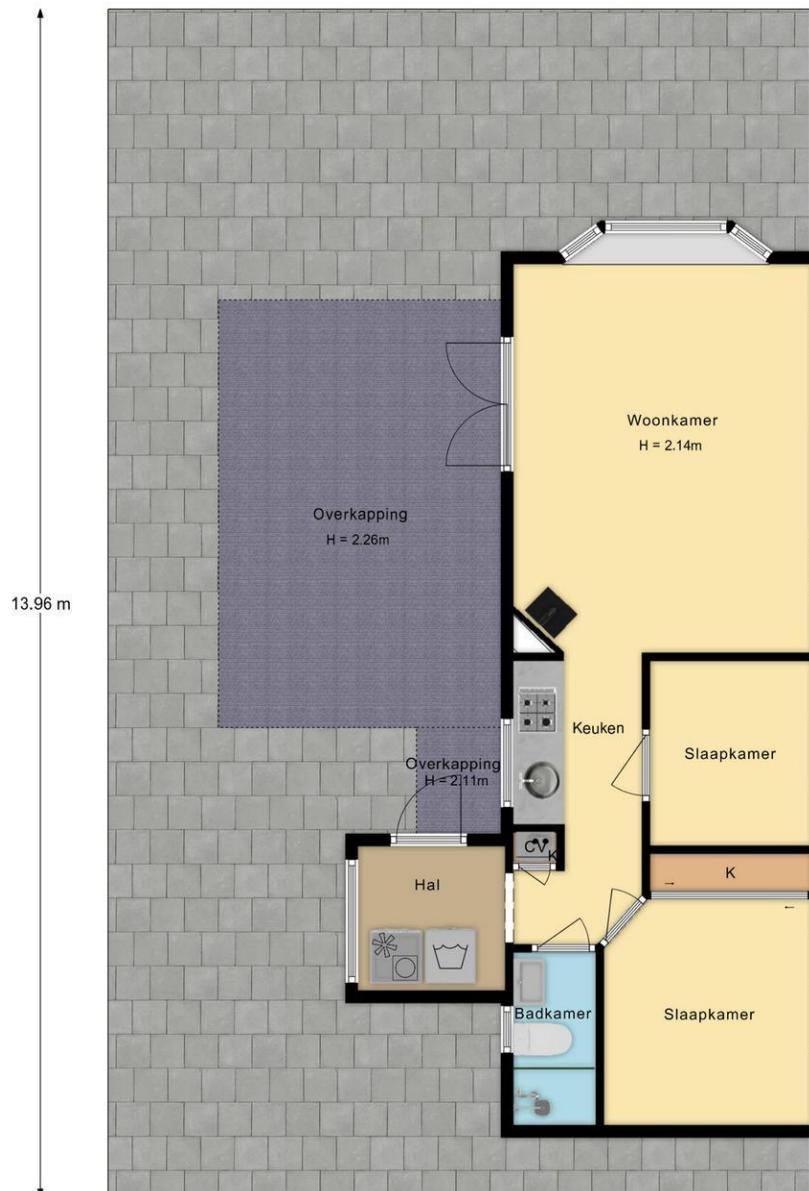 Woonkamer
H = 2.14m
Overkapping
H = 2.26m
13.96 m
Keuken
Slaapkamer
Overkapping
H = 2.11m
CV
K
K
Hal
Badkamer
Slaapkamer